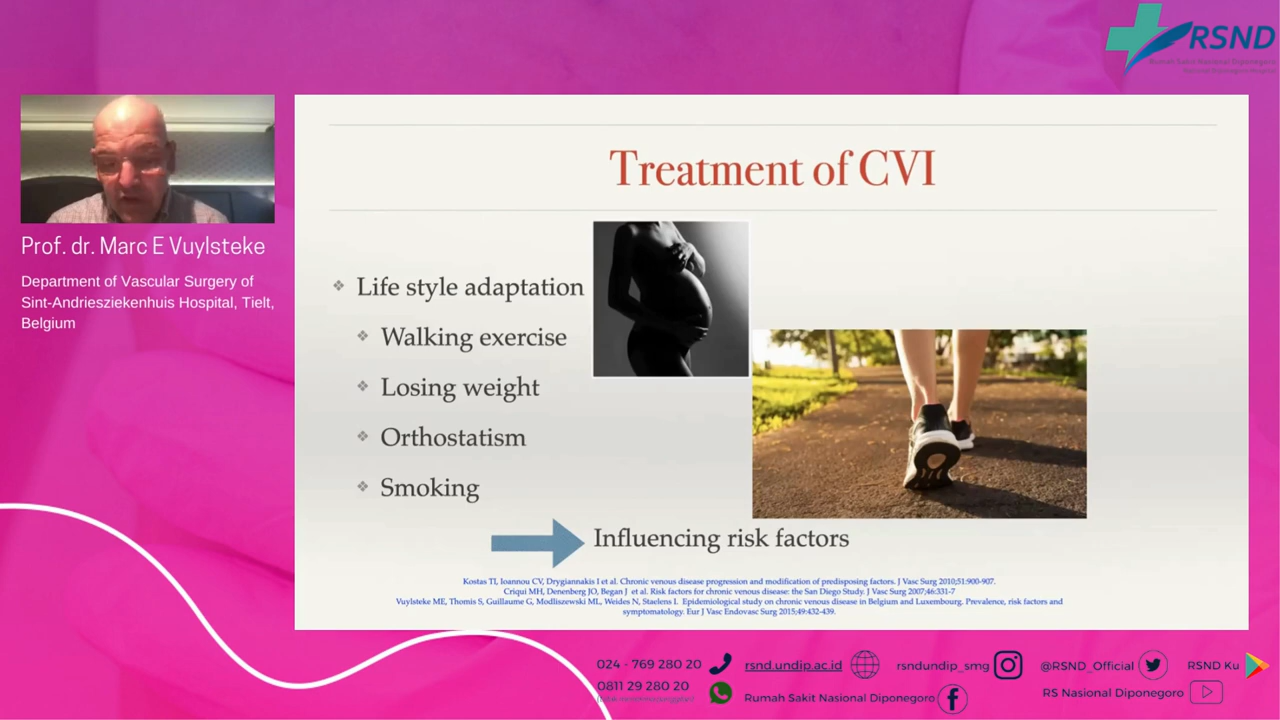 RSND
Rumah Sakit Nasional Diponegoro
Prof. dr. Marc E Vuylsteke
Department of Vascular Surgery of
Sint-Andriesziekenhuis Hospital, Tielt,
Belgium
Treatment of CVI
Life style adaptation
Walking exercise
Losing weight
Orthostatism
Smoking
Influencing risk factors
Kostas TI, Ioannou CV, Drygiannakis I et al. Chronic venous disease progression and modification of predisposing factors. J Vasc Surg 2010;51:900-907.
Criqui MH, Denenberg JO, Began J et al. Risk factors for chronic venous disease: the San Diego Study. J Vasc Surg 2007;46:331-7
Vuylsteke ME, Thomis S, Guillaume G, Modliszewski ML, Weides N, Staelens I. Epidemiological study on chronic venous disease in Belgium and Luxembourg. Prevalence, risk factors and
symptomatology. Eur J Vasc Endovasc Surg 2015;49:432-439.
024 - 769 280 20
rsnd.undip.ac.id
rsndundip_smg
@RSND_Official
RSND Ku
0811 29 280 20
Rumah Sakit Nasional Diponegoro
RS Nasional Diponegoro